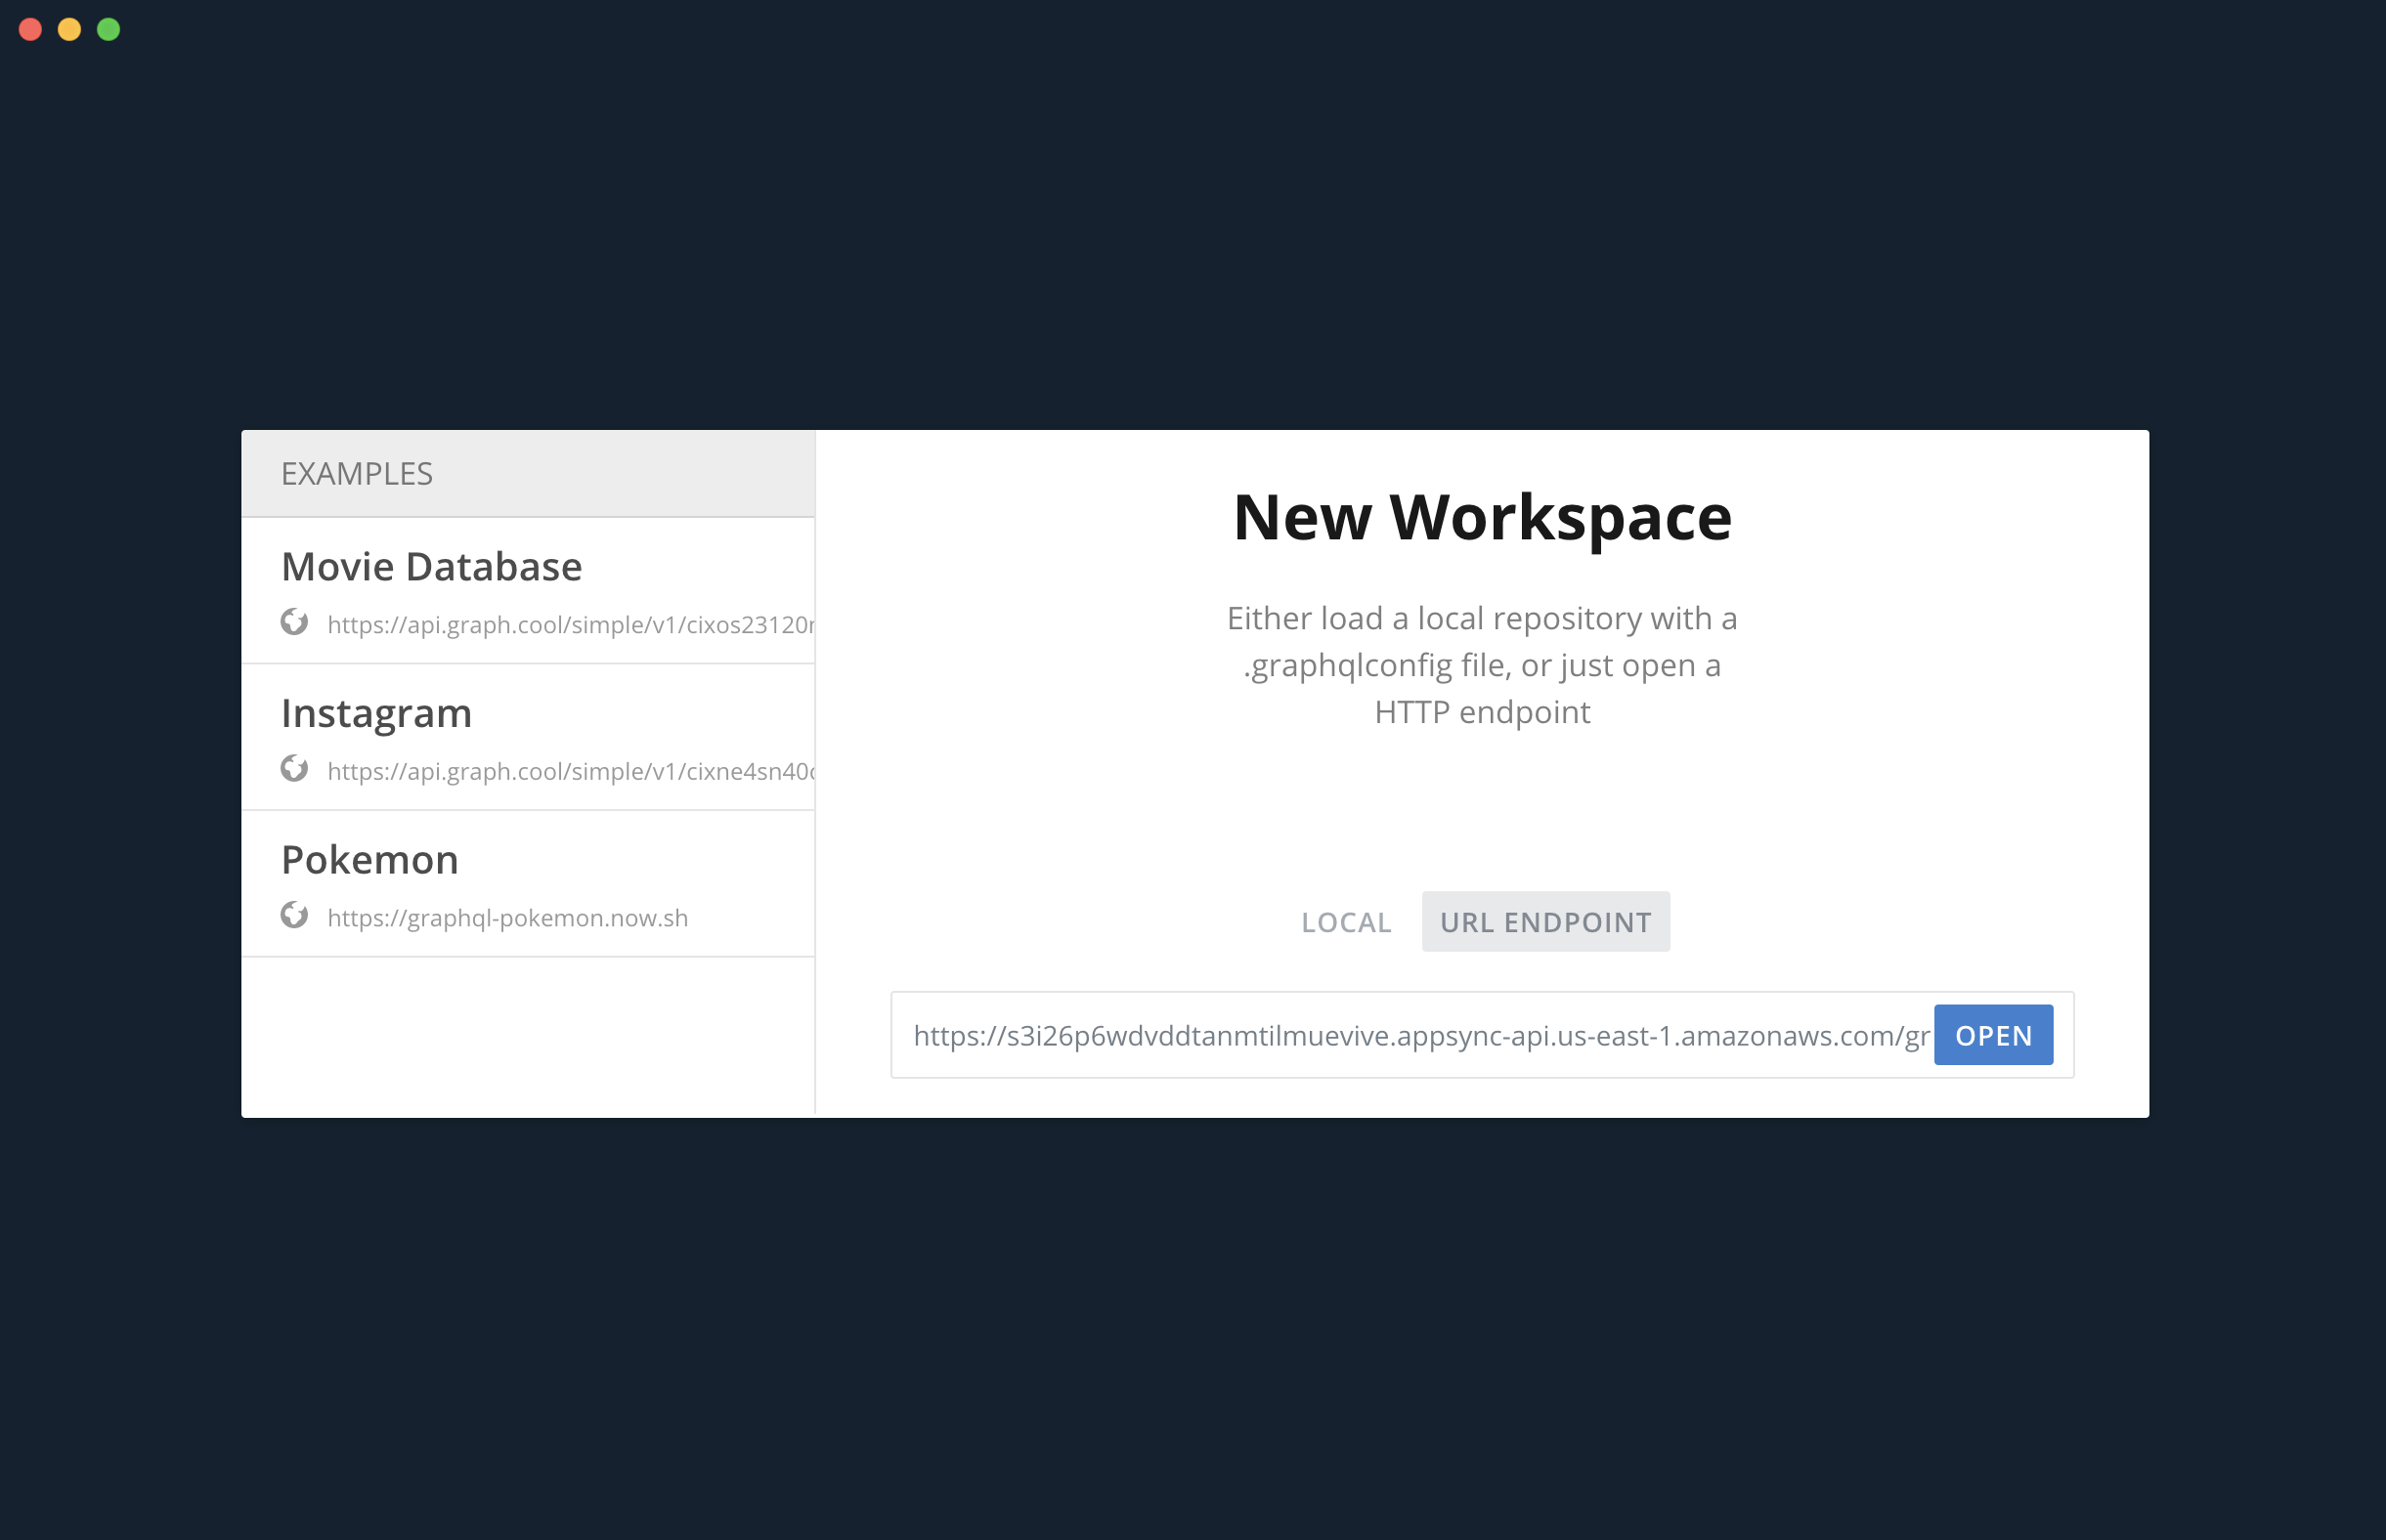 EXAMPLES
Movie Database
https://api.graph.cool/simple/v1/cixos23120
Instagram
https://api.graph.cool/simple/v1/cixne4sn40
Pokemon
https://graphql-pokemon.now.sh
New Workspace
Either load a local repository with a
.graphqlconfig file, or just open a
HTTP endpoint
LOCAL URL ENDPOINT
https://s3i26p6wdvddtanmtilmuevive.appsync-api.us-east-1.amazonaws.com/gr OPEN